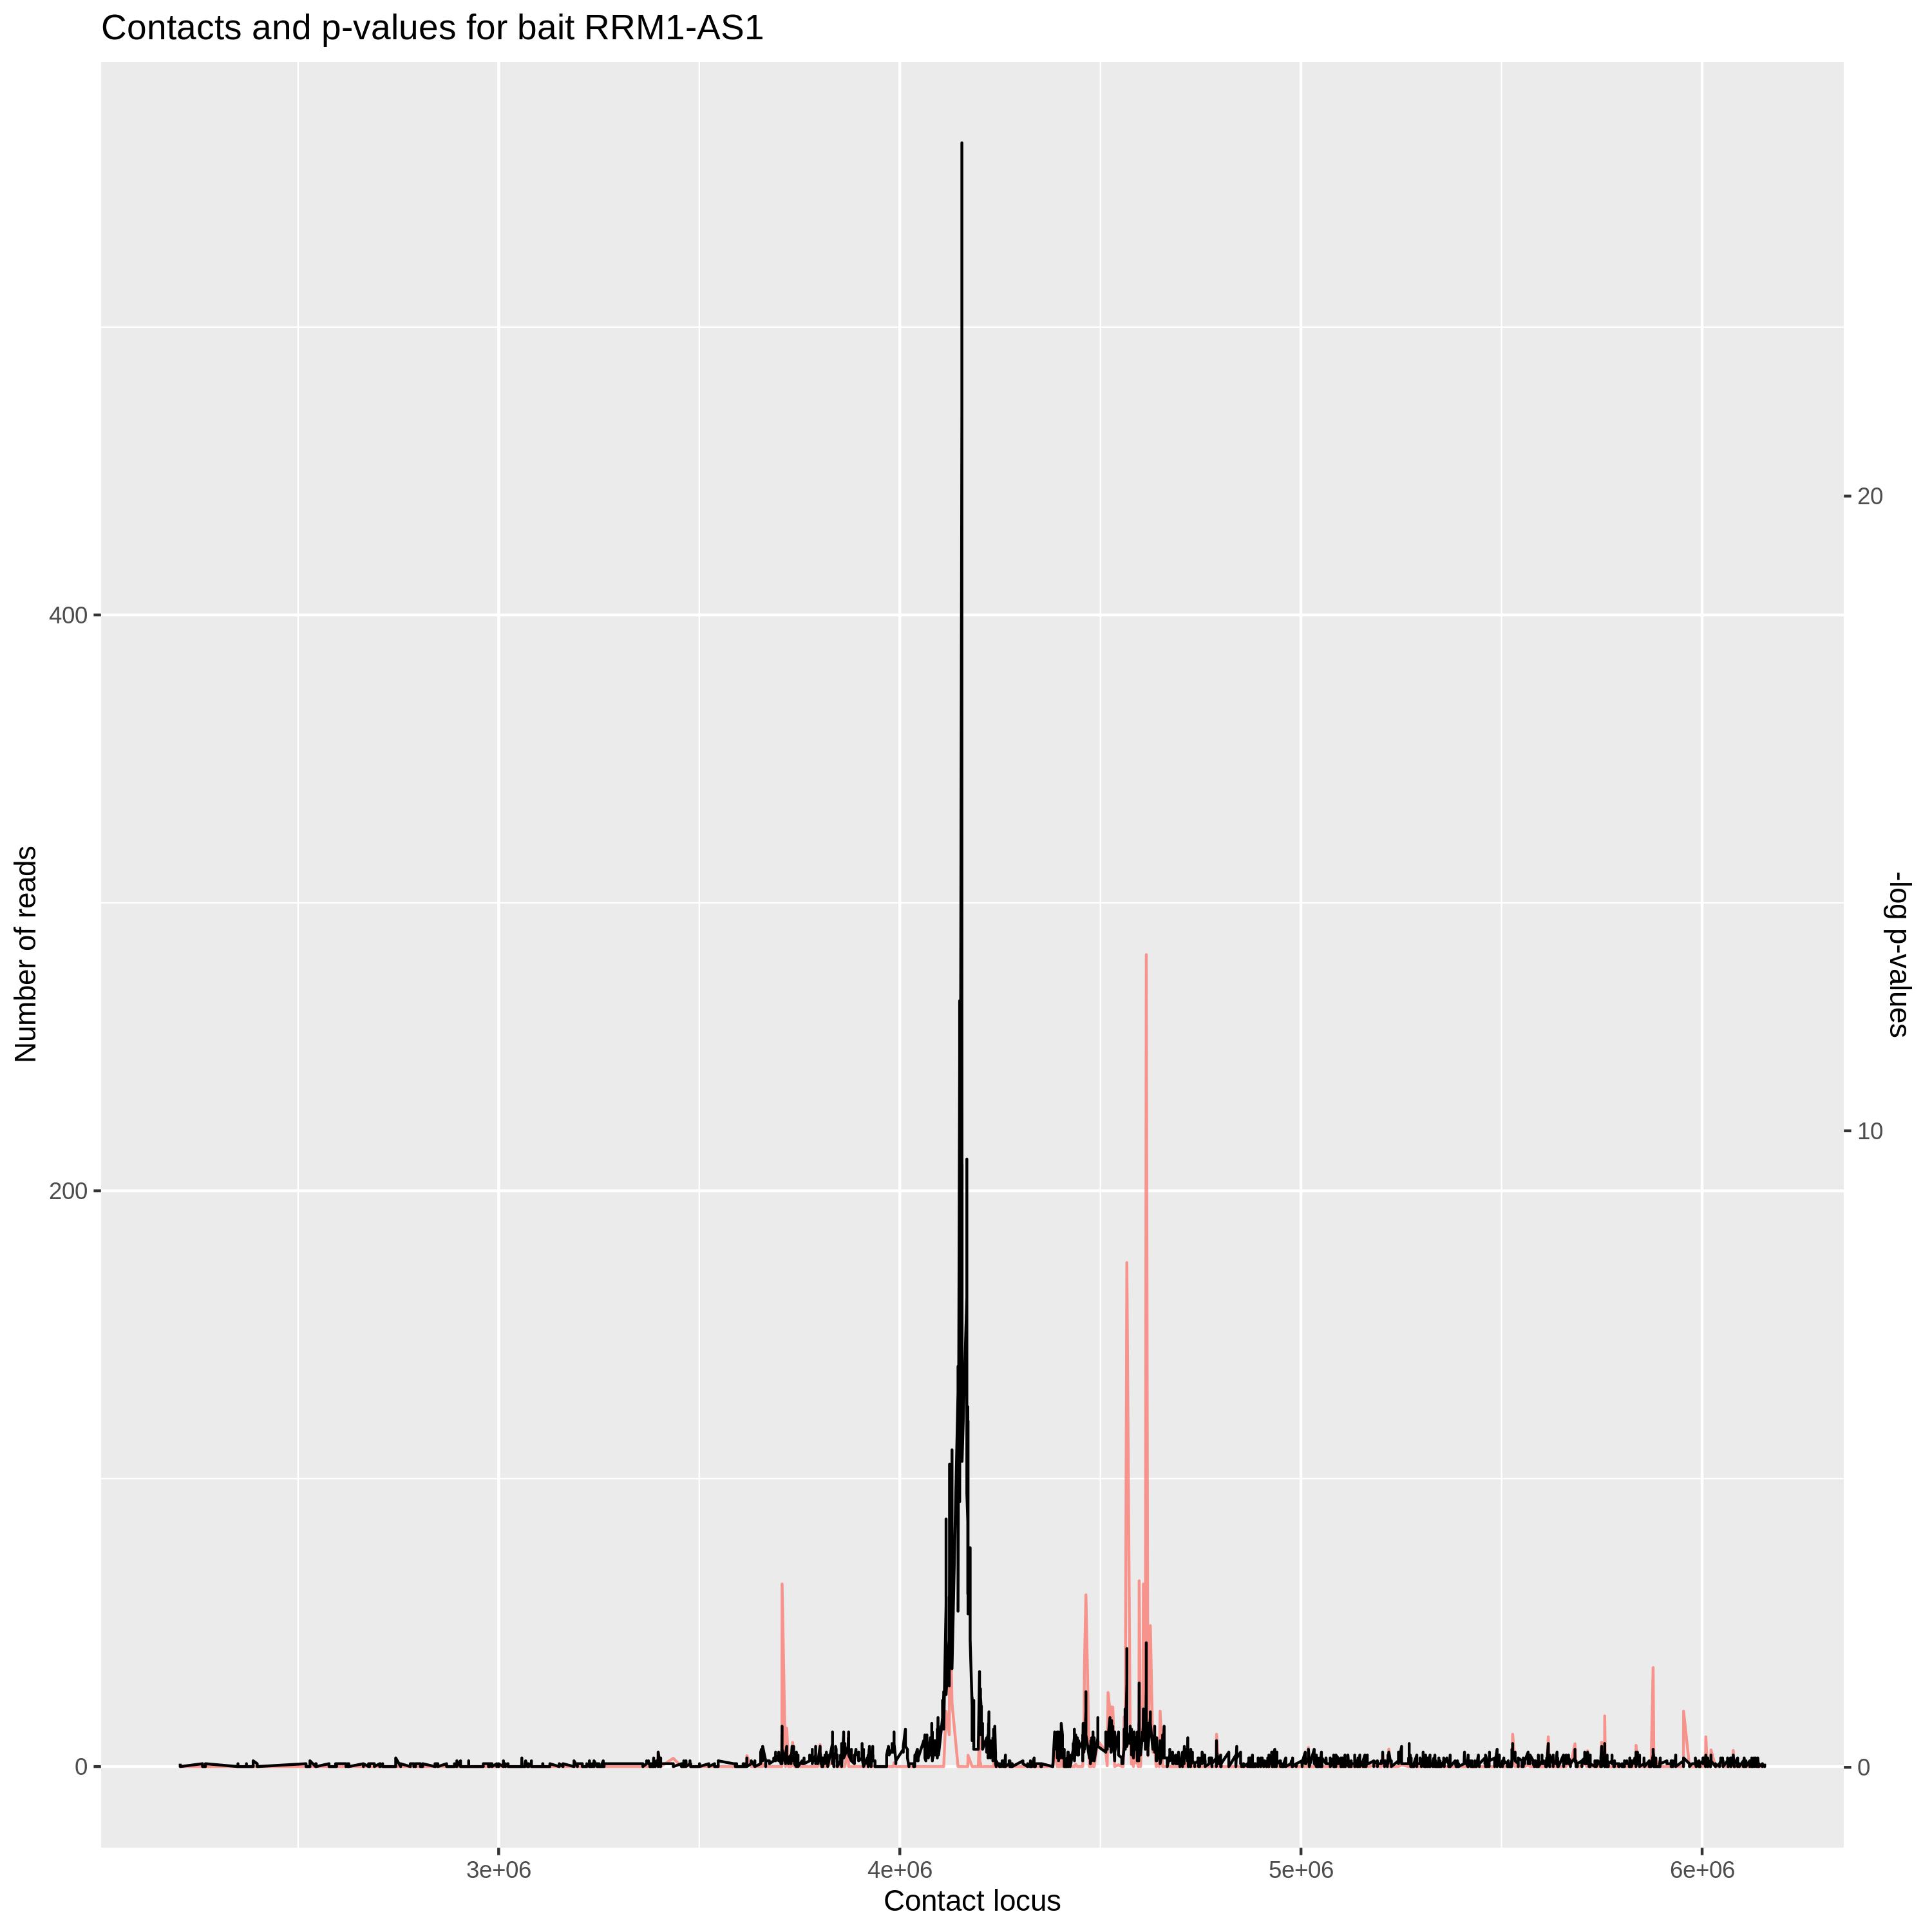 Contacts and p-values for bait RRM1-AS1
Number of reads
400
200
0
20
10
0
-log p-values
3e+06
4e+06
5e+06
6e+06
Contact locus